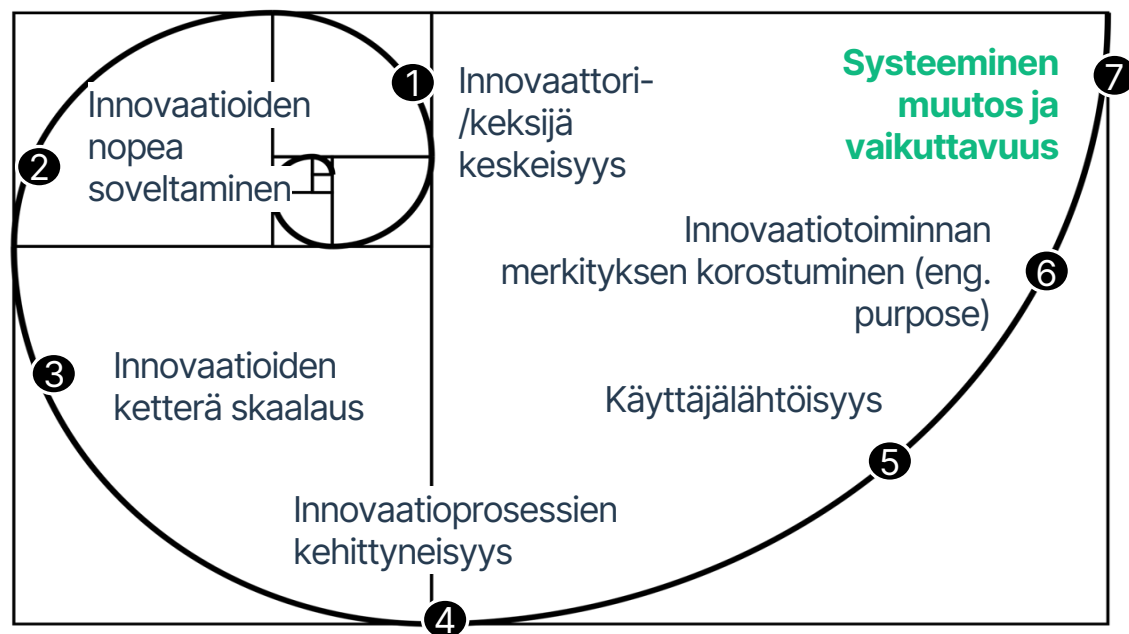 1
Innovaattori-
/keksijä
keskeisyys
2
Innovaatioiden
nopea
soveltaminen
3
Innovaatioiden
ketterä skaalaus
4
Innovaatioprosessien
kehittyneisyys
5
Käyttäjälähtöisyys
6
Innovaatiotoiminnan
merkityksen korostuminen (eng.
purpose)
7
Systeeminen
muutos ja
vaikuttavuus